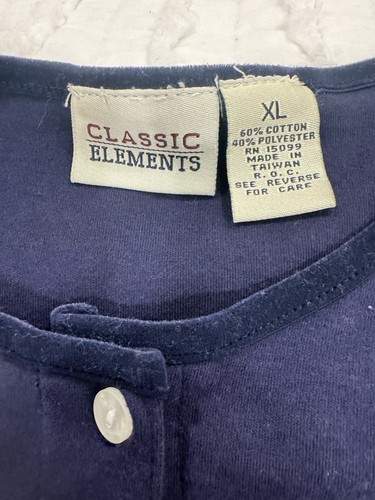 CLASSIC
ELEMENTS
XL
60% COTTON
40% POLYESTER
RN 15099
MADE IN
TAIWAN
R. O. C.
SEE REVERSE
FOR CARE